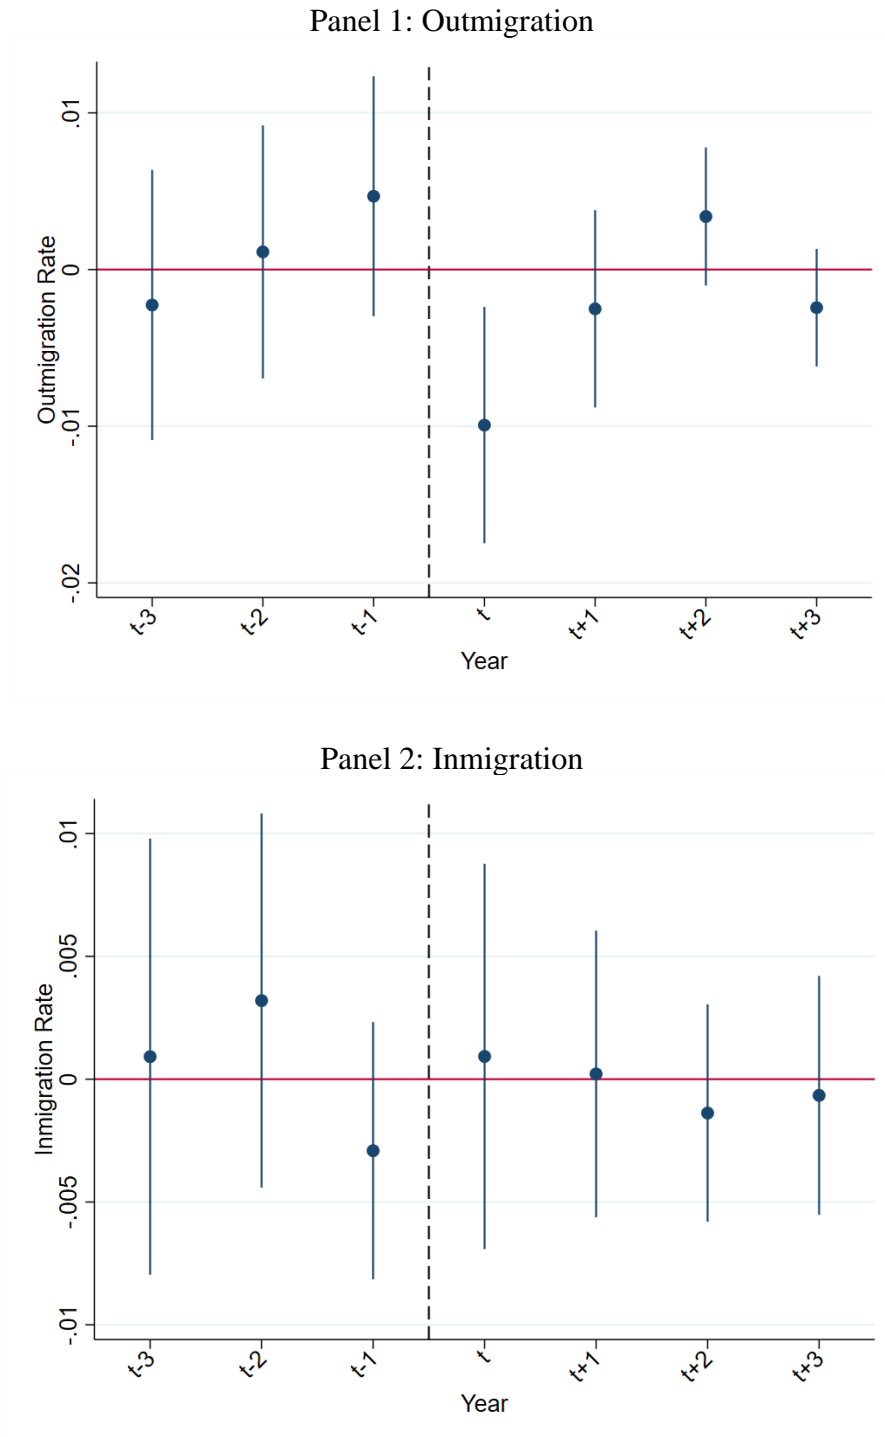 Panel 1: Outmigration
.01
0
-.01
-.02
Outmigration Rate
t-3 t-2 t-1 t t+1 t+2 t+3
Year
Panel 2: Inmigration
.01
.005
0
-.005
-.01
Inmigration Rate
t-3 t-2 t-1 t t+1 t+2 t+3
Year